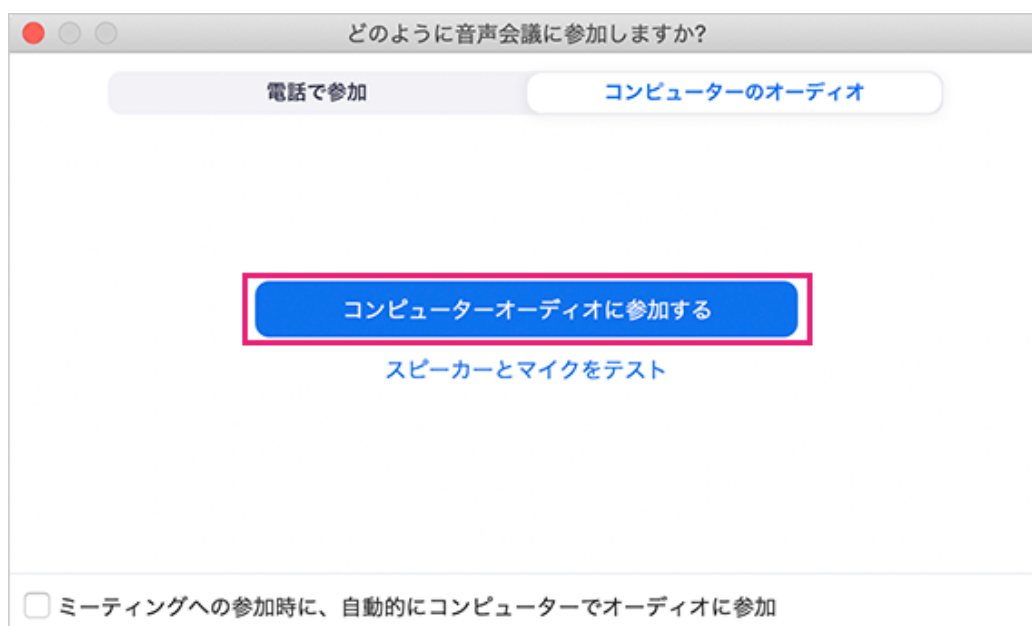 どのように音声会議に参加しますか?
電話で参加
コンピューターのオーディオ
コンピューターオーディオに参加する
スピーカーとマイクをテスト
ミーティングへの参加時に、自動的にコンピューターでオーディオに参加